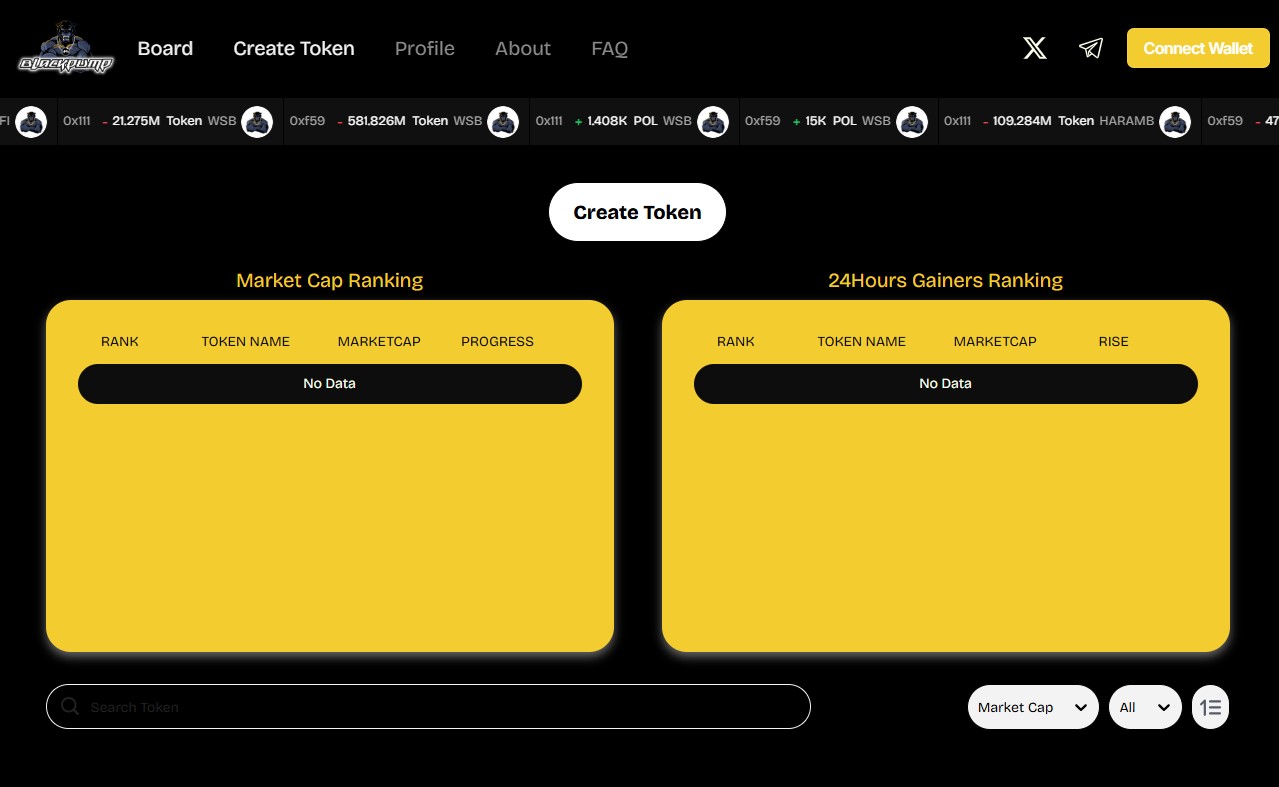 BLACKPUMP Board Create Token Profile About FAQ Connect Wallet
FI 0x111 - 21.275M Token WSB 0xf59 - 581.826M Token WSB 0x111 + 1.408K POL WSB 0xf59 + 15K POL WSB 0x111 - 109.284M Token HARAMB 0xf59 - 47
Create Token
Market Cap Ranking
RANK TOKEN NAME MARKETCAP PROGRESS
No Data
24Hours Gainers Ranking
RANK TOKEN NAME MARKETCAP RISE
No Data
Search Token
Market Cap All